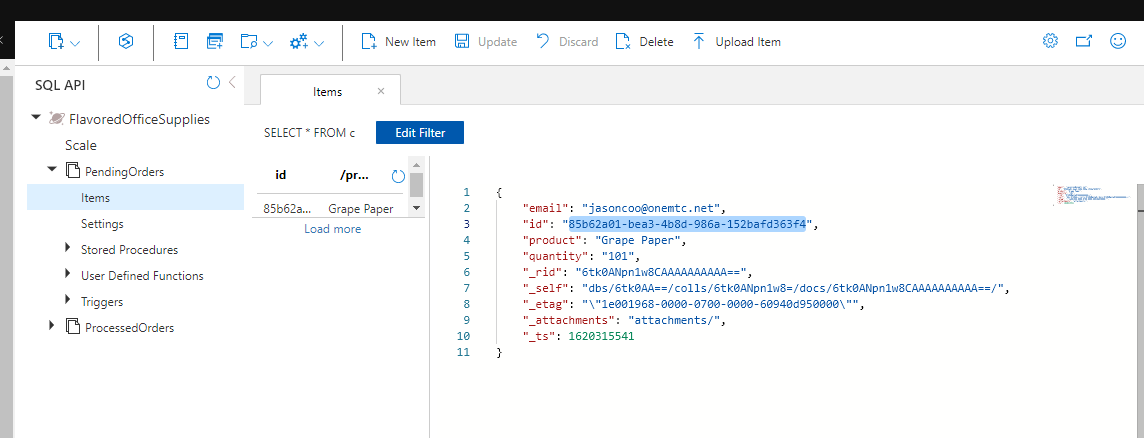 New Item Update Discard Delete Upload Item
SQL API
FlavoredOfficeSupplies
Scale
PendingOrders
Items
Settings
Stored Procedures
User Defined Functions
Triggers
ProcessedOrders
Items ×
SELECT * FROM c Edit Filter
id /pr...
85b62a... Grape Paper
Load more
1 {
2 "email": "jasoncoo@onemtc.net",
3 "id": "85b62a01-bea3-4b8d-986a-152bafd363f4",
4 "product": "Grape Paper",
5 "quantity": "101",
6 "_rid": "6tk0ANpn1w8CAAAAAAAAAA==",
7 "_self": "dbs/6tk0AA==/colls/6tk0ANpn1w8=/docs/6tk0ANpn1w8CAAAAAAAAAA==/",
8 "_etag": "\"1e001968-0000-0700-0000-60940d950000\"",
9 "_attachments": "attachments/",
10 "_ts": 1620315541
11 }